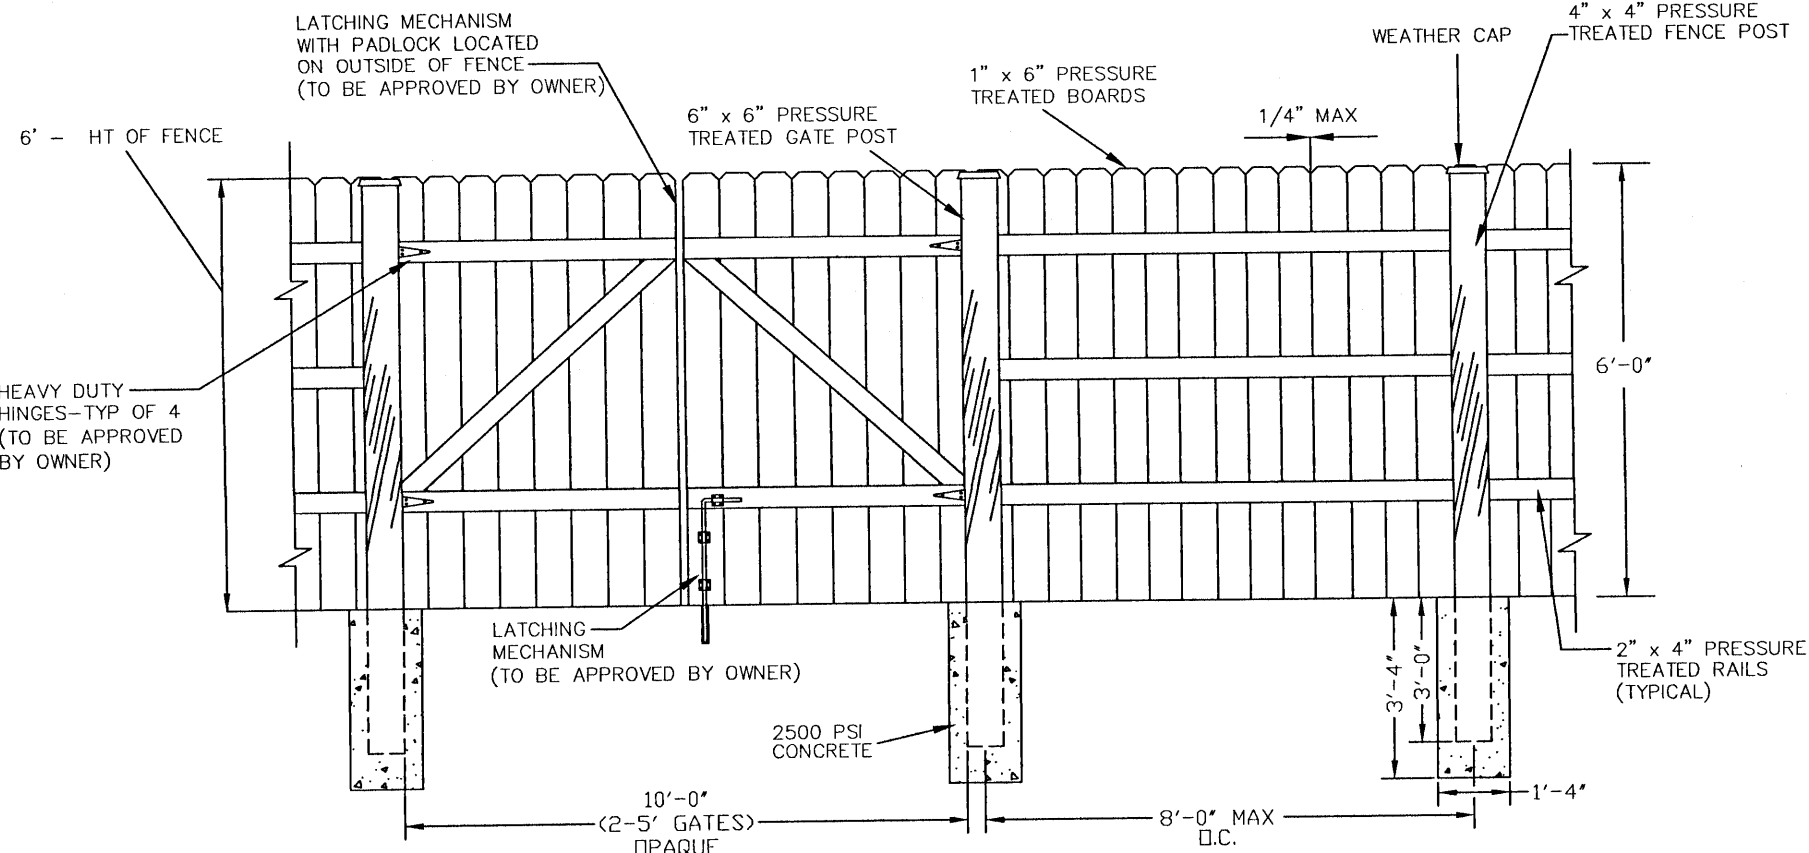 LATCHING MECHANISM
WITH PADLOCK LOCATED
ON OUTSIDE OF FENCE
(TO BE APPROVED BY OWNER)
6' - HT OF FENCE
6" x 6" PRESSURE
TREATED GATE POST
1" x 6" PRESSURE
TREATED BOARDS
1/4" MAX
WEATHER CAP
4" x 4" PRESSURE
TREATED FENCE POST
HEAVY DUTY
HINGES-TYP OF 4
(TO BE APPROVED
BY OWNER)
6'-0"
LATCHING
MECHANISM
(TO BE APPROVED BY OWNER)
2500 PSI
CONCRETE
3'-4"
3'-0"
2" x 4" PRESSURE
TREATED RAILS
(TYPICAL)
1'-4"
10'-0"
(2-5' GATES)
OPAQUE
8'-0" MAX
O.C.